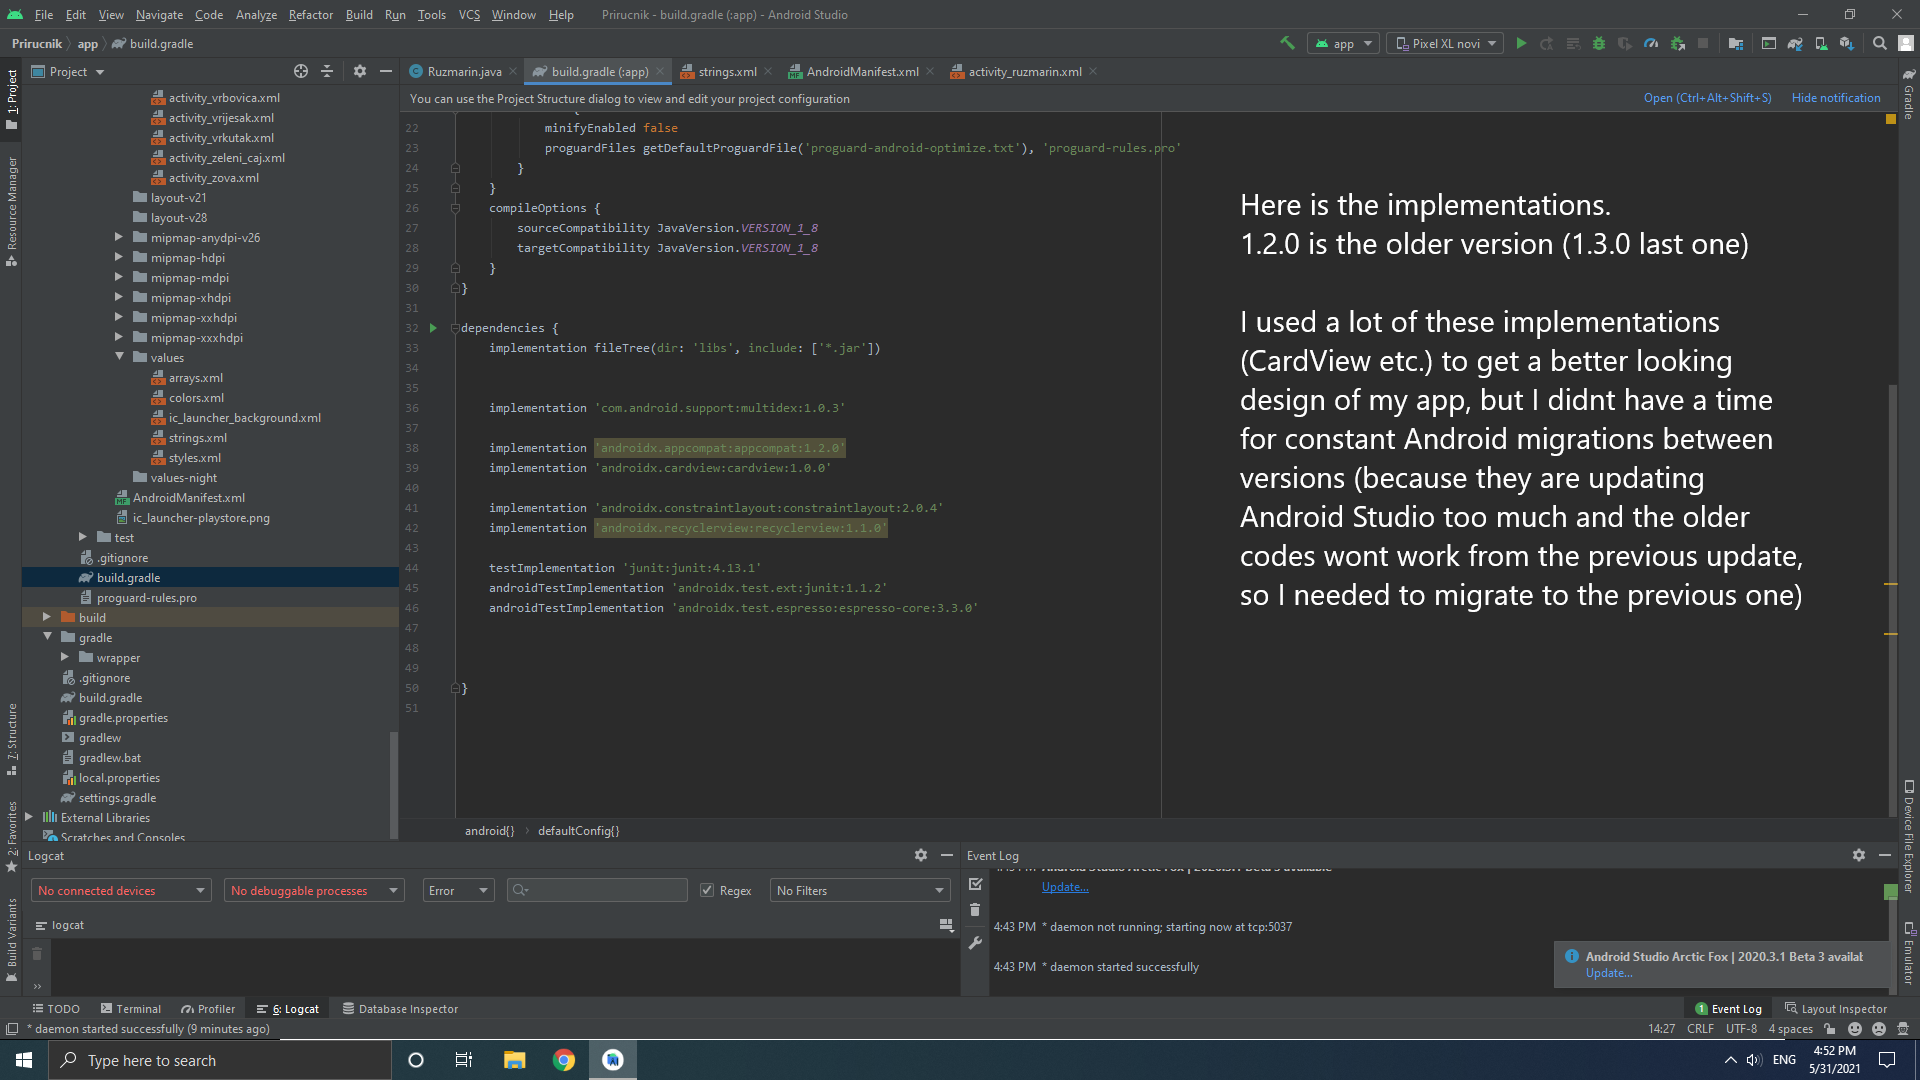 File Edit View Navigate Code Analyze Refactor Build Run Tools VCS Window Help Prirucnik - build.gradle (:app) - Android Studio
Prirucnik app build.gradle
app Pixel XL novi
Project
Ruzmarin.java build.gradle (:app) strings.xml AndroidManifest.xml activity_ruzmarin.xml
You can use the Project Structure dialog to view and edit your project configuration
Open (Ctrl+Alt+Shift+S) Hide notification
1: Project
Resource Manager
7: Structure
2: Favorites
Build Variants
activity_vrbovica.xml
activity_vrijesak.xml
activity_vrkutak.xml
activity_zeleni_caj.xml
activity_zova.xml
layout-v21
layout-v28
mipmap-anydpi-v26
mipmap-hdpi
mipmap-mdpi
mipmap-xhdpi
mipmap-xxhdpi
mipmap-xxxhdpi
values
arrays.xml
colors.xml
ic_launcher_background.xml
strings.xml
styles.xml
values-night
AndroidManifest.xml
ic_launcher-playstore.png
test
.gitignore
build.gradle
proguard-rules.pro
build
gradle
wrapper
.gitignore
build.gradle
gradle.properties
gradlew
gradlew.bat
local.properties
settings.gradle
External Libraries
Scratches and Consoles
{
22 minifyEnabled false
23 proguardFiles getDefaultProguardFile('proguard-android-optimize.txt'), 'proguard-rules.pro'
24 }
25 }
26 compileOptions {
27 sourceCompatibility JavaVersion.VERSION_1_8
28 targetCompatibility JavaVersion.VERSION_1_8
29 }
30 }
31
32 dependencies {
33 implementation fileTree(dir: 'libs', include: ['*.jar'])
34
35
36 implementation 'com.android.support:multidex:1.0.3'
37
38 implementation 'androidx.appcompat:appcompat:1.2.0'
39 implementation 'androidx.cardview:cardview:1.0.0'
40
41 implementation 'androidx.constraintlayout:constraintlayout:2.0.4'
42 implementation 'androidx.recyclerview:recyclerview:1.1.0'
43
44 testImplementation 'junit:junit:4.13.1'
45 androidTestImplementation 'androidx.test.ext:junit:1.1.2'
46 androidTestImplementation 'androidx.test.espresso:espresso-core:3.3.0'
47
48
49
50 }
51
android{} defaultConfig{}
Here is the implementations.
1.2.0 is the older version (1.3.0 last one)
I used a lot of these implementations
(CardView etc.) to get a better looking
design of my app, but I didnt have a time
for constant Android migrations between
versions (because they are updating
Android Studio too much and the older
codes wont work from the previous update,
so I needed to migrate to the previous one)
Gradle
Device File Explorer
Emulator
Logcat
No connected devices No debuggable processes Error Regex No Filters
logcat
Event Log
4:43 PM Android Studio Arctic Fox | 2020.3.1 Beta 3 available
Update...
4:43 PM * daemon not running; starting now at tcp:5037
4:43 PM * daemon started successfully
Android Studio Arctic Fox | 2020.3.1 Beta 3 availab
Update...
TODO Terminal Profiler 6: Logcat Database Inspector 1 Event Log Layout Inspector
* daemon started successfully (9 minutes ago) 14:27 CRLF UTF-8 4 spaces
Type here to search
ENG
4:52 PM
5/31/2021